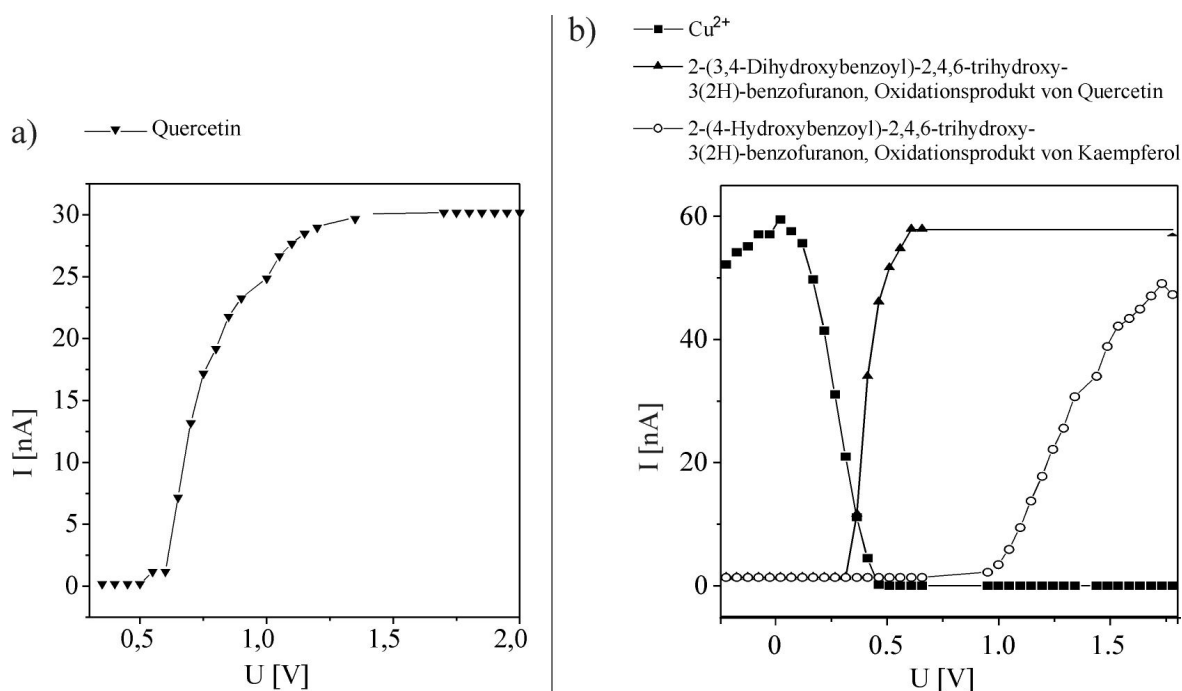 a)
Quercetin
30
25
20
15
10
5
0
I [nA]
0,5
1,0
1,5
2,0
U [V]
b)
Cu²⁺
2-(3,4-Dihydroxybenzoyl)-2,4,6-trihydroxy-
3(2H)-benzofuranon, Oxidationsprodukt von Quercetin
2-(4-Hydroxybenzoyl)-2,4,6-trihydroxy-
3(2H)-benzofuranon, Oxidationsprodukt von Kaempferol
60
40
20
0
I [nA]
0
0.5
1.0
1.5
U [V]